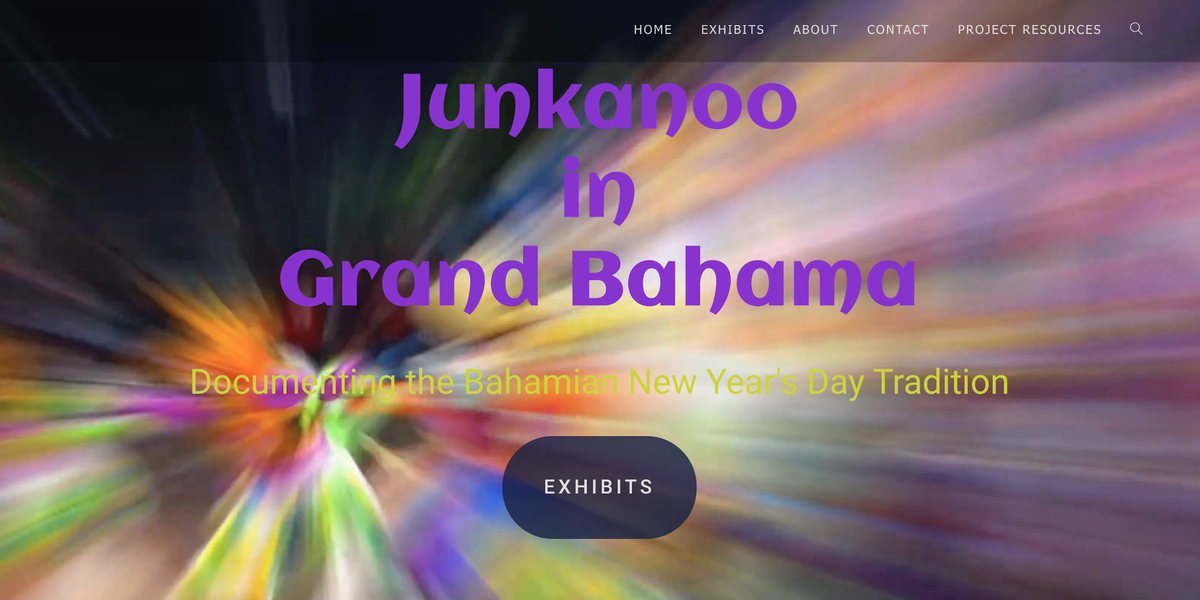 HOME EXHIBITS ABOUT CONTACT PROJECT RESOURCES
Junkanoo
in
Grand Bahama
Documenting the Bahamian New Year's Day Tradition
EXHIBITS